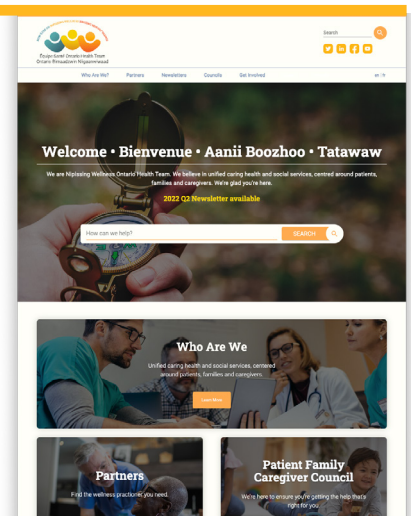 Search
Équipe Santé Ontario Health Team
Ontario Bimaadiziwin Nipissinowwaad
Who Are We?
Partners
Newsletters
Councils
Get Involved
Welcome • Bienvenue • Aanii Boozhoo • Tatawaw
We are Nipissing Wellness Ontario Health Team. We believe in unified caring health and social services, centred around patients,
families and caregivers. We're glad you're here.
2022 Q2 Newsletter available
How can we help?
SEARCH
Who Are We
Unified caring health and social services, centered
around patients, families and caregivers.
Learn More
Partners
Find the wellness practioner you need.
Patient Family
Caregiver Council
We're here to ensure you're getting the help that's
right for you.